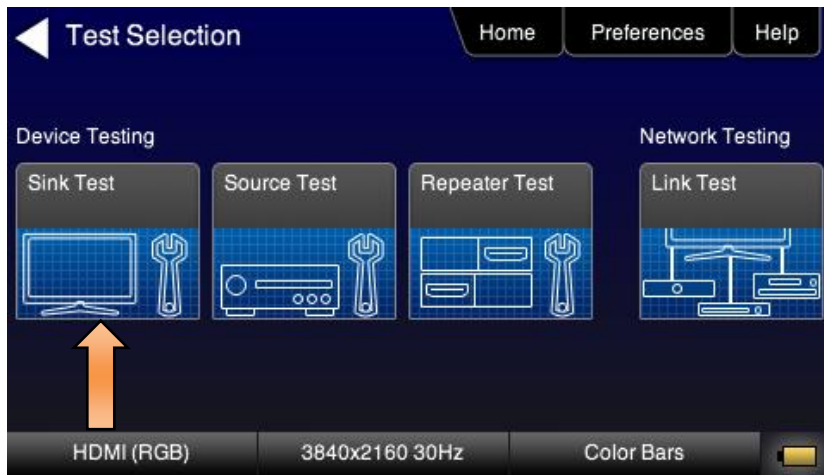 Test Selection
Home
Preferences
Help
Device Testing
Network Testing
Sink Test
Source Test
Repeater Test
Link Test
HDMI (RGB)
3840x2160 30Hz
Color Bars